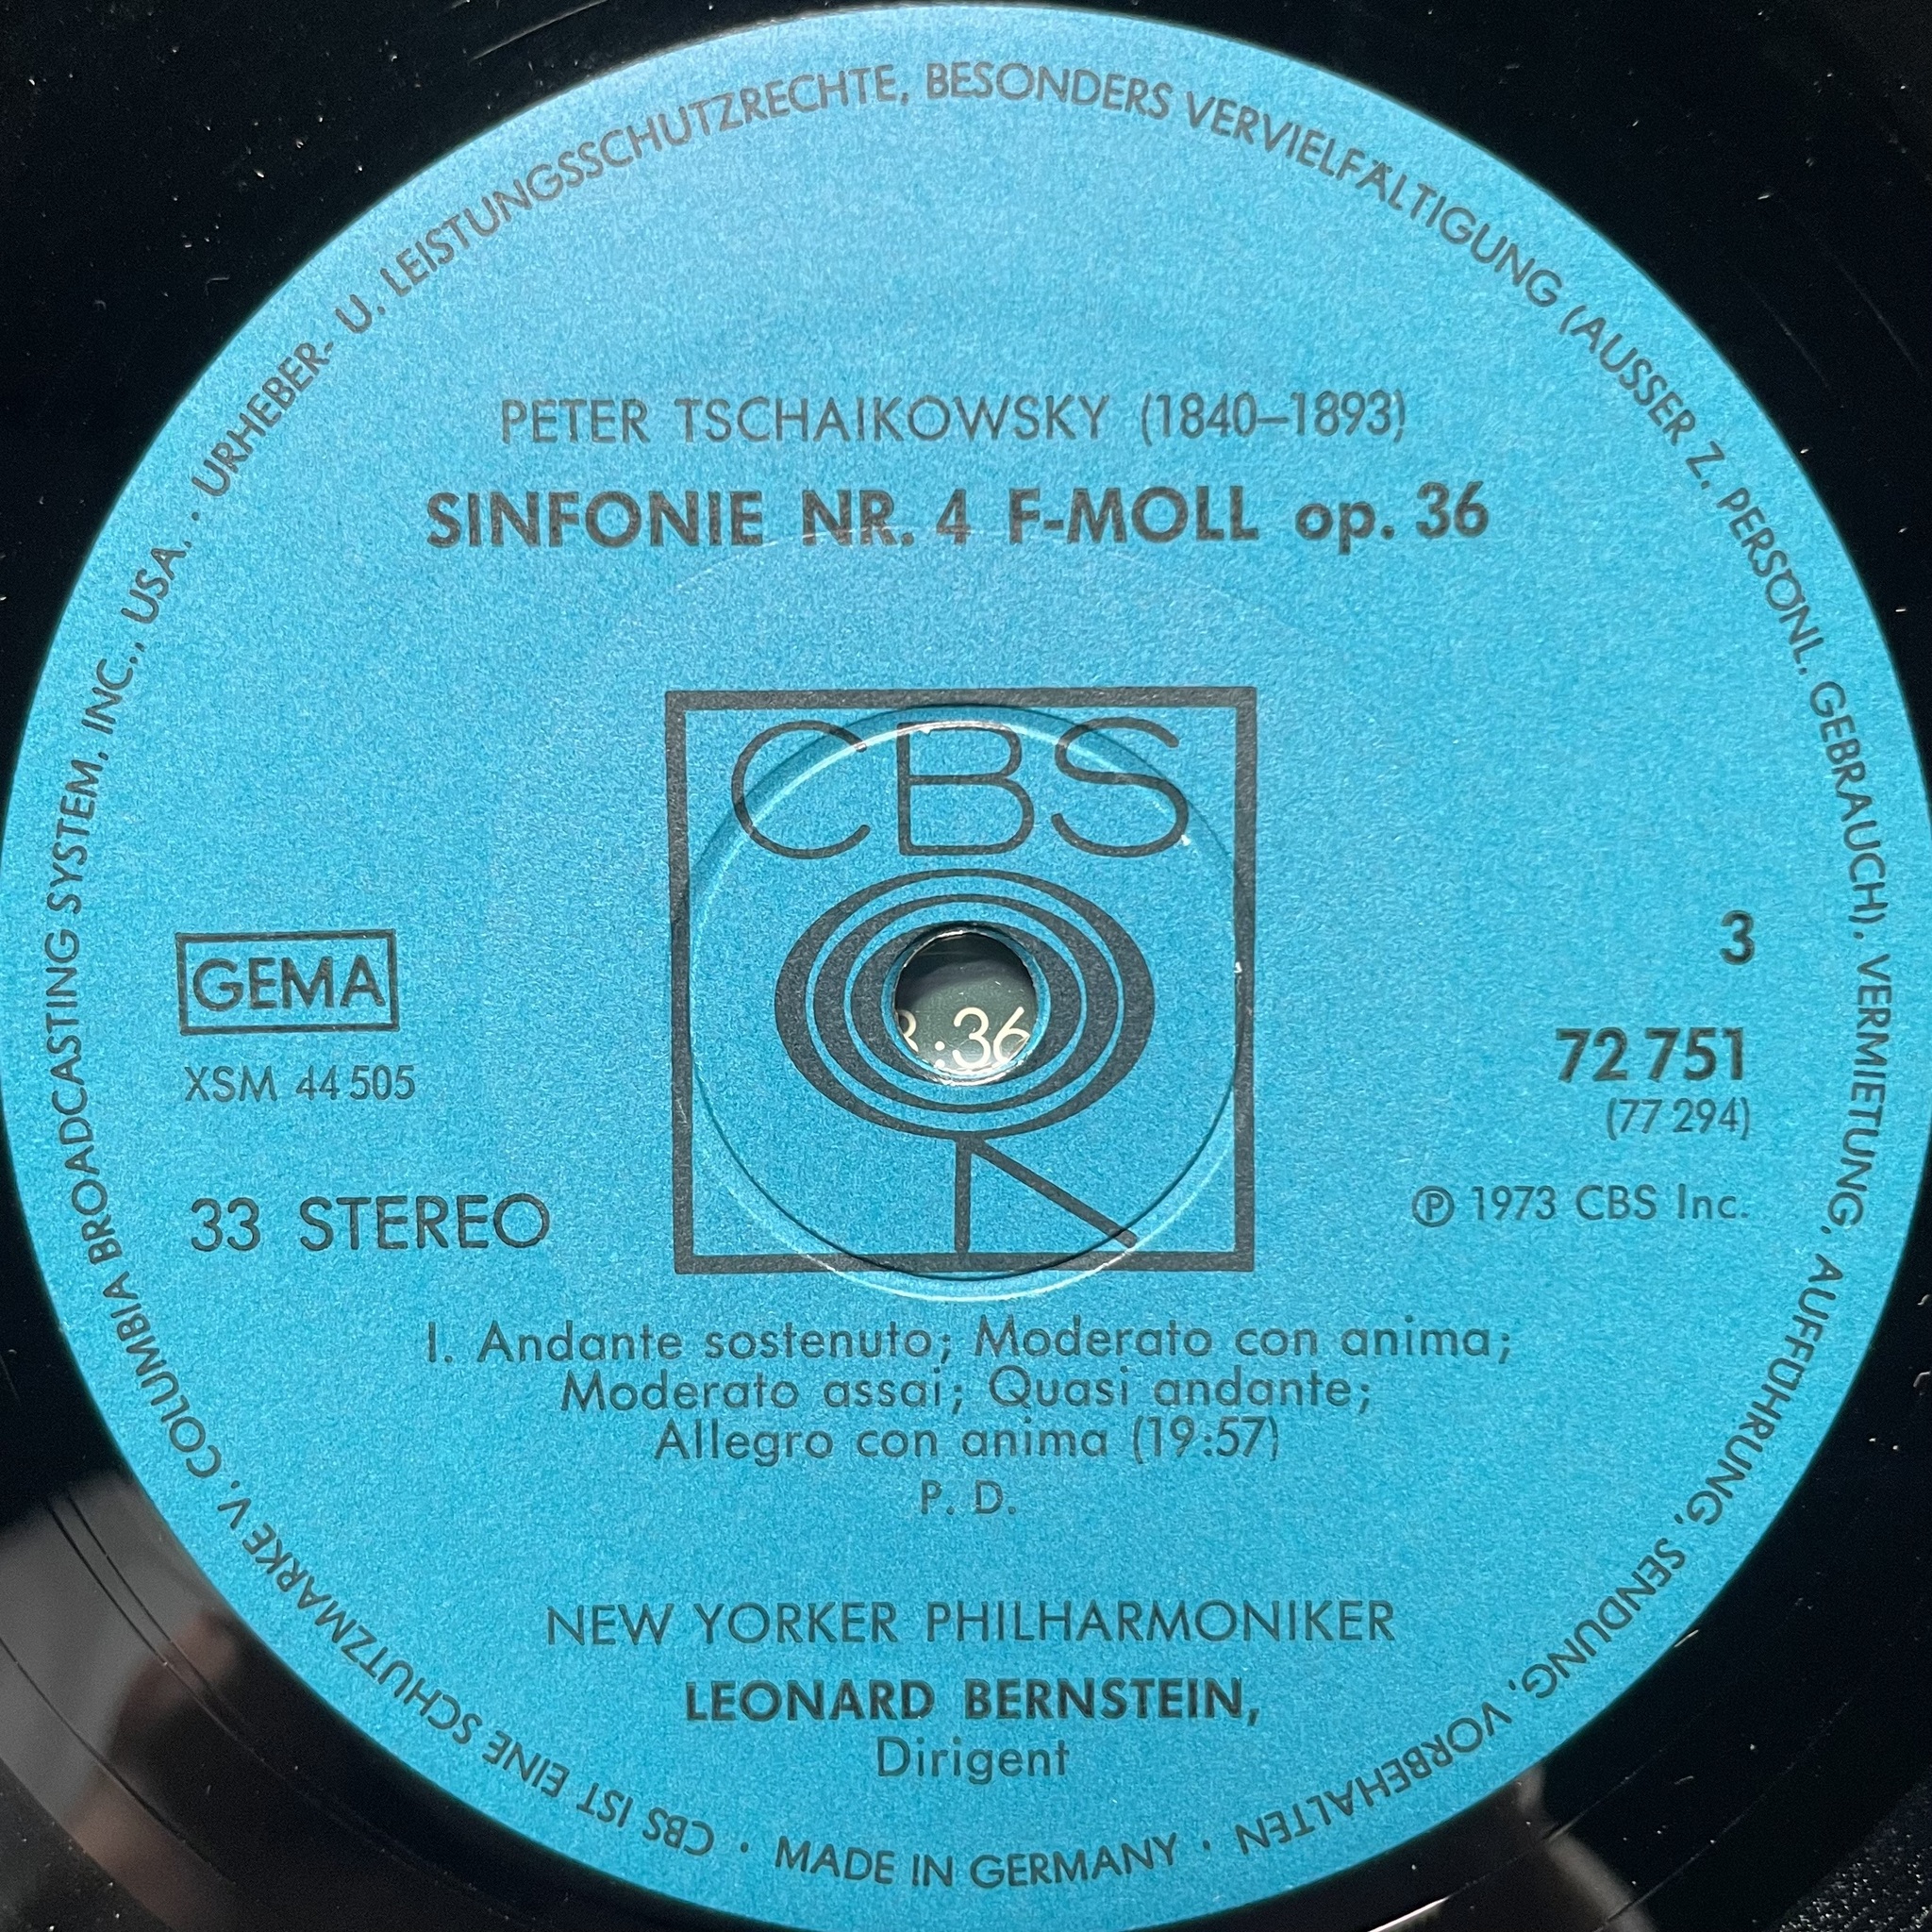 URHEBER- U. LEISTUNGSSCHUTZRECHTE, BESONDERS VERVIELFÄLTIGUNG (AUSSER Z. PERSÖNL. GEBRAUCH), VERMIETUNG, AUFFÜHRUNG, SENDUNG, VORBEHALTEN ·
PETER TSCHAIKOWSKY (1840–1893)
SINFONIE NR. 4 F-MOLL op. 36
CBS
GEMA
XSM 44 505
33 STEREO
:36
3
72 751
(77 294)
℗ 1973 CBS Inc.
I. Andante sostenuto; Moderato con anima;
Moderato assai; Quasi andante;
Allegro con anima (19:57)
P. D.
NEW YORKER PHILHARMONIKER
LEONARD BERNSTEIN,
Dirigent
MADE IN GERMANY ·
CBS IST EINE SCHUTZMARKE V. COLUMBIA BROADCASTING SYSTEM, INC., USA. ·